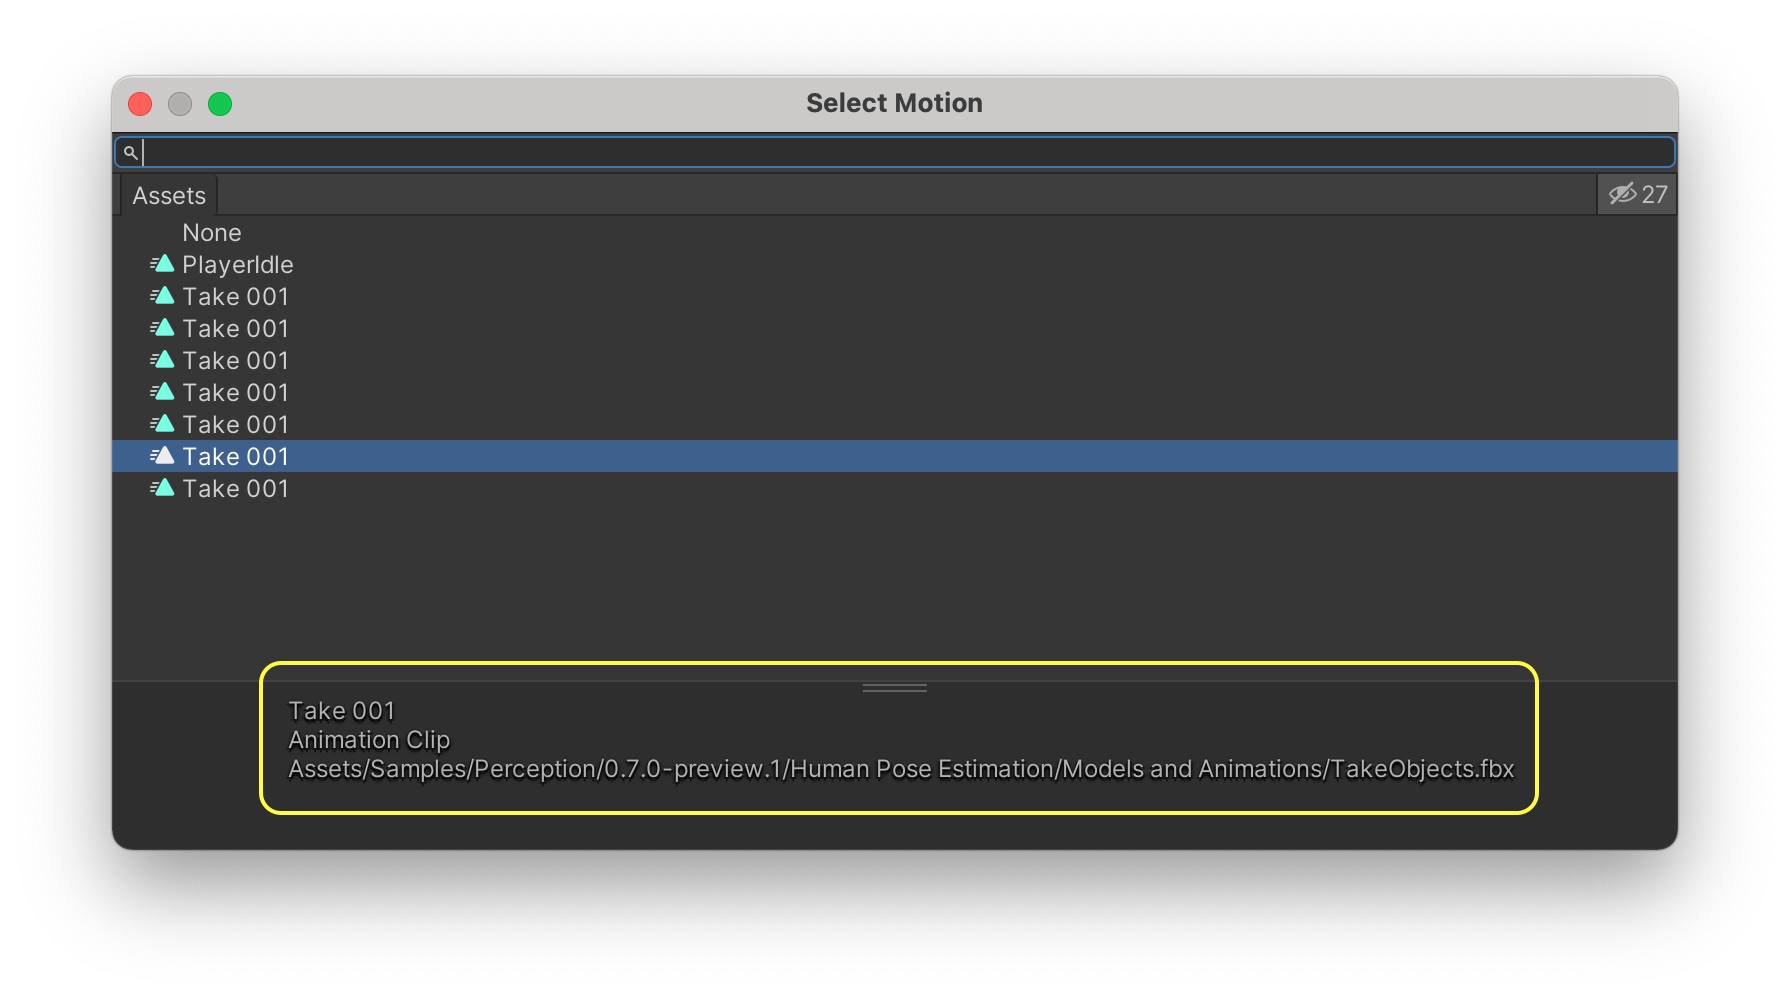 Select Motion
Assets
27
None
PlayerIdle
Take 001
Take 001
Take 001
Take 001
Take 001
Take 001
Take 001
Take 001
Animation Clip
Assets/Samples/Perception/0.7.0-preview.1/Human Pose Estimation/Models and Animations/TakeObjects.fbx